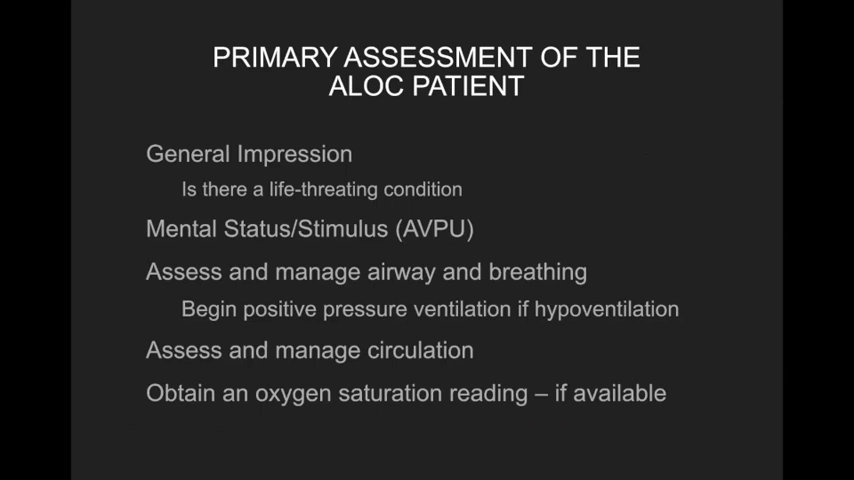 PRIMARY ASSESSMENT OF THE
ALOC PATIENT
General Impression
Is there a life-threating condition
Mental Status/Stimulus (AVPU)
Assess and manage airway and breathing
Begin positive pressure ventilation if hypoventilation
Assess and manage circulation
Obtain an oxygen saturation reading – if available